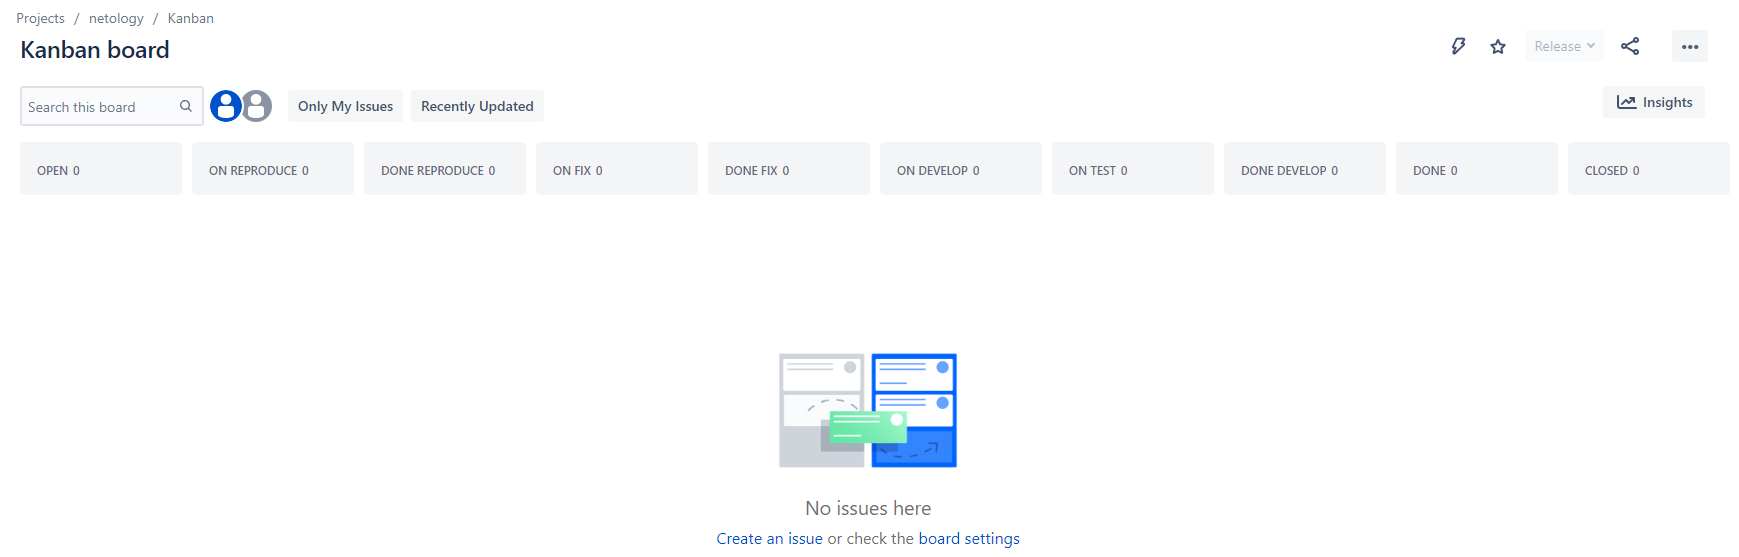 Projects / netology / Kanban
Kanban board
Release
Search this board
Only My Issues
Recently Updated
Insights
OPEN 0
ON REPRODUCE 0
DONE REPRODUCE 0
ON FIX 0
DONE FIX 0
ON DEVELOP 0
ON TEST 0
DONE DEVELOP 0
DONE 0
CLOSED 0
No issues here
Create an issue or check the board settings